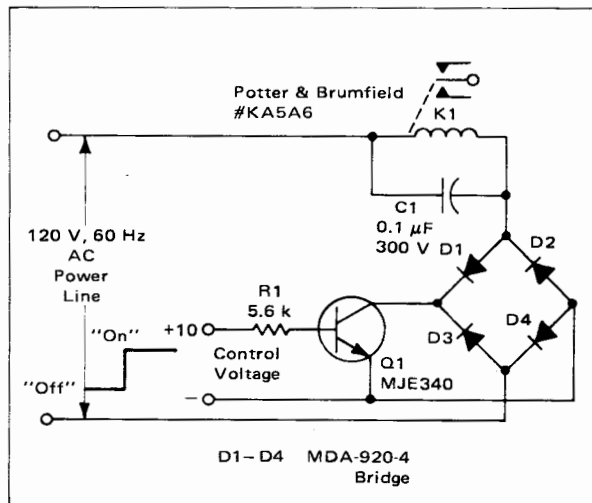 Potter & Brumfield
#KA5A6
K1
C1
0.1 µF
300 V
120 V, 60 Hz
AC
Power
Line
D1
D2
R1
5.6 k
"On"
+10
Control
Voltage
"Off"
–
D3
D4
Q1
MJE340
D1–D4 MDA-920-4
Bridge